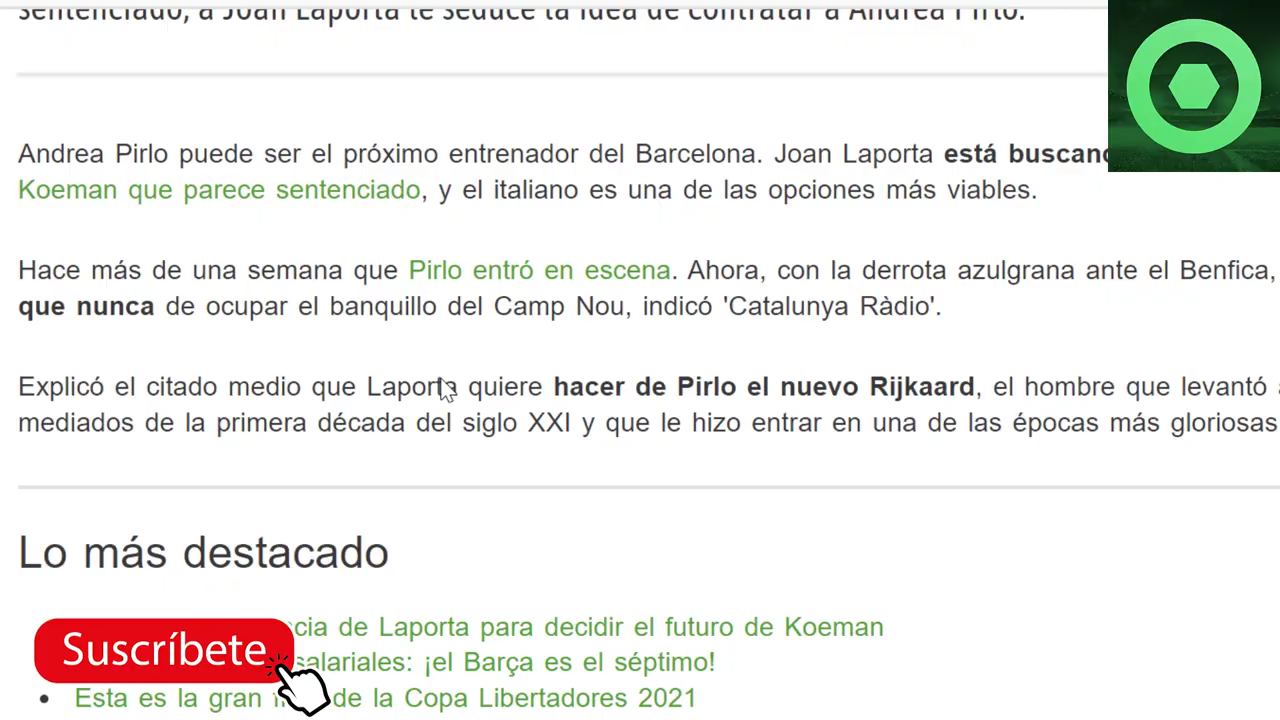 sentenciado, a Joan Laporta le seduce la idea de contratar a Andrea Pirlo.
Andrea Pirlo puede ser el próximo entrenador del Barcelona. Joan Laporta está
Koeman que parece sentenciado, y el italiano es una de las opciones más viables.
Hace más de una semana que Pirlo entró en escena. Ahora, con la derrota azulgrana ante el Benfica,
que nunca de ocupar el banquillo del Camp Nou, indicó 'Catalunya Ràdio'.
Explicó el citado medio que Laporta quiere hacer de Pirlo el nuevo Rijkaard, el hombre que levantó
mediados de la primera década del siglo XXI y que le hizo entrar en una de las épocas más gloriosas
Lo más destacado
de Laporta para decidir el futuro de Koeman
salariales: ¡el Barça es el séptimo!
Suscríbete
Esta es la gran de la Copa Libertadores 2021